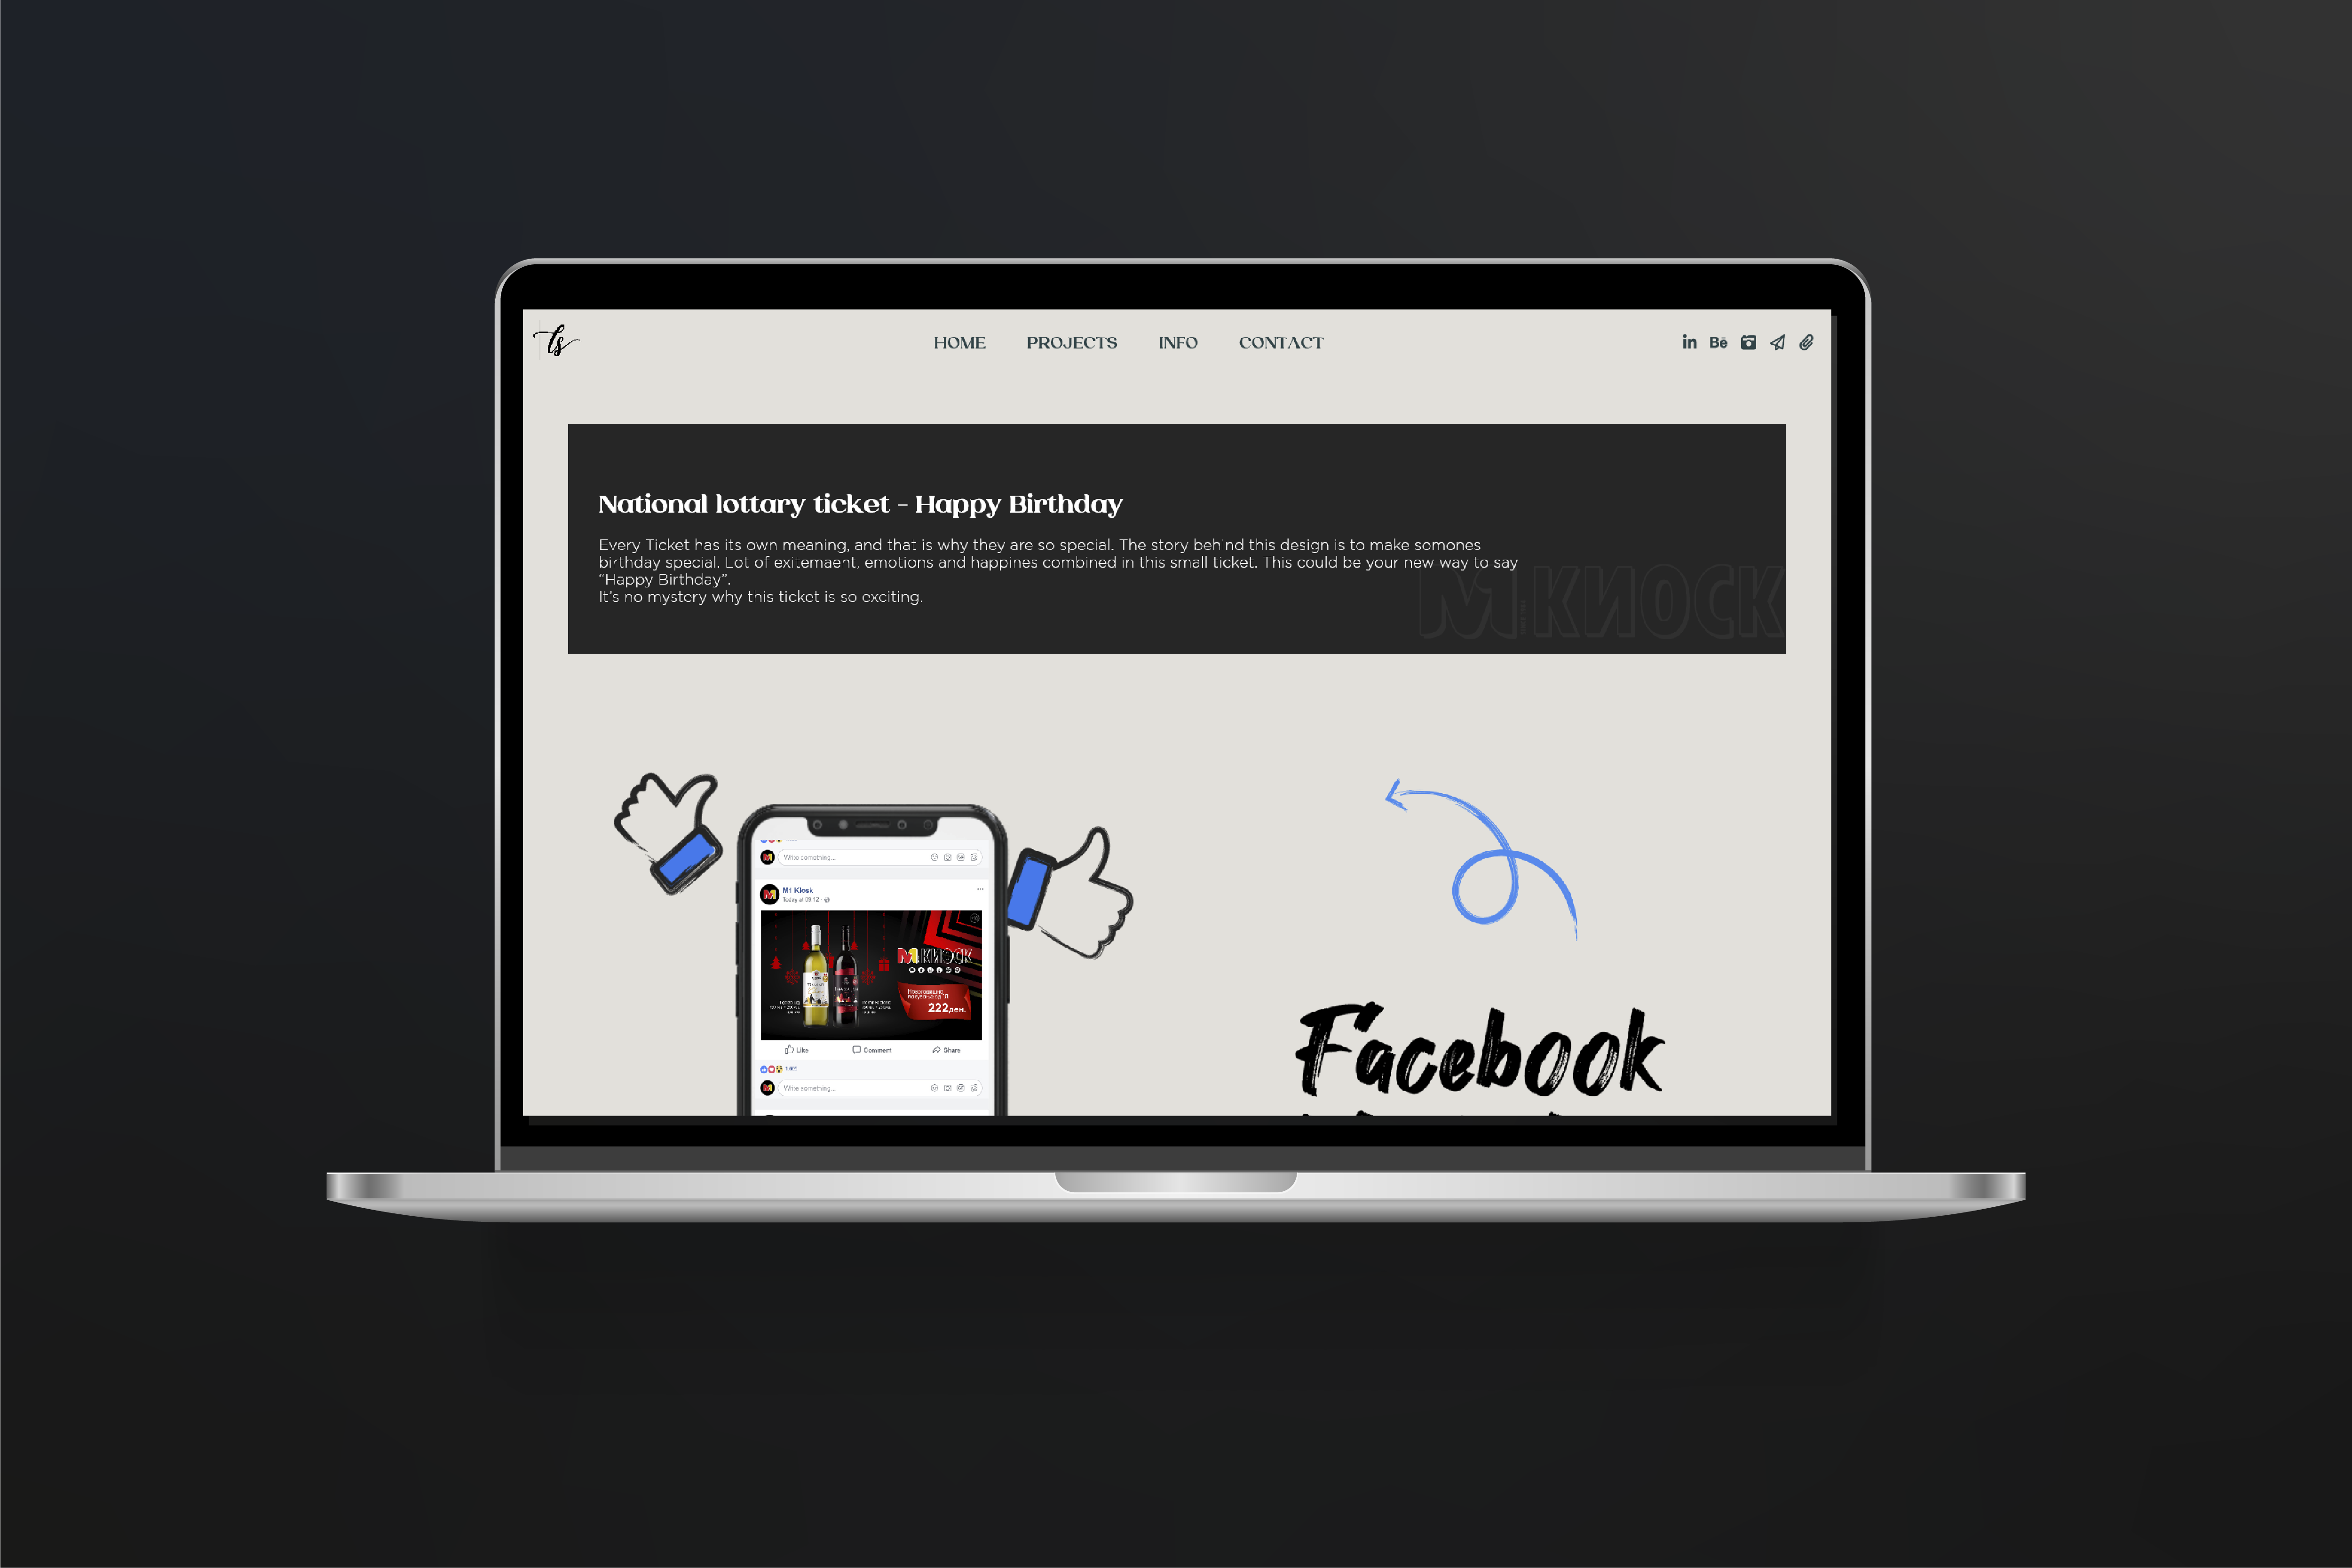 ts
HOME PROJECTS INFO CONTACT
in Bē
National lottary ticket - Happy Birthday
Every Ticket has its own meaning, and that is why they are so special. The story behind this design is to make somones
birthday special. Lot of exitemaent, emotions and happines combined in this small ticket. This could be your new way to say
“Happy Birthday”.
It’s no mystery why this ticket is so exciting.
M1 КИОСК
Write something...
M1 Kiosk
Today at 09:12
M1 КИОСК
222 ден.
Like Comment Share
Write something...
Facebook